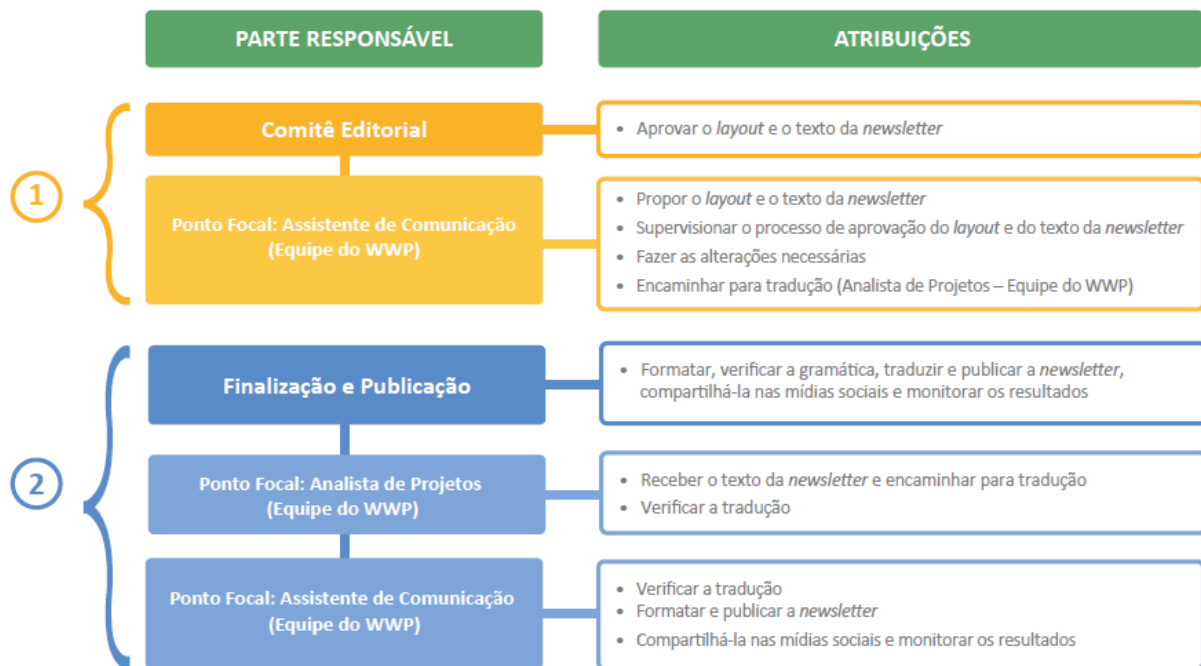 PARTE RESPONSÁVEL
ATRIBUIÇÕES
1
Comitê Editorial
• Aprovar o layout e o texto da newsletter
Ponto Focal: Assistente de Comunicação
(Equipe do WWP)
• Propor o layout e o texto da newsletter
• Supervisionar o processo de aprovação do layout e do texto da newsletter
• Fazer as alterações necessárias
• Encaminhar para tradução (Analista de Projetos – Equipe do WWP)
2
Finalização e Publicação
• Formatar, verificar a gramática, traduzir e publicar a newsletter,
compartilhá-la nas mídias sociais e monitorar os resultados
Ponto Focal: Analista de Projetos
(Equipe do WWP)
• Receber o texto da newsletter e encaminhar para tradução
• Verificar a tradução
Ponto Focal: Assistente de Comunicação
(Equipe do WWP)
• Verificar a tradução
• Formatar e publicar a newsletter
• Compartilhá-la nas mídias sociais e monitorar os resultados